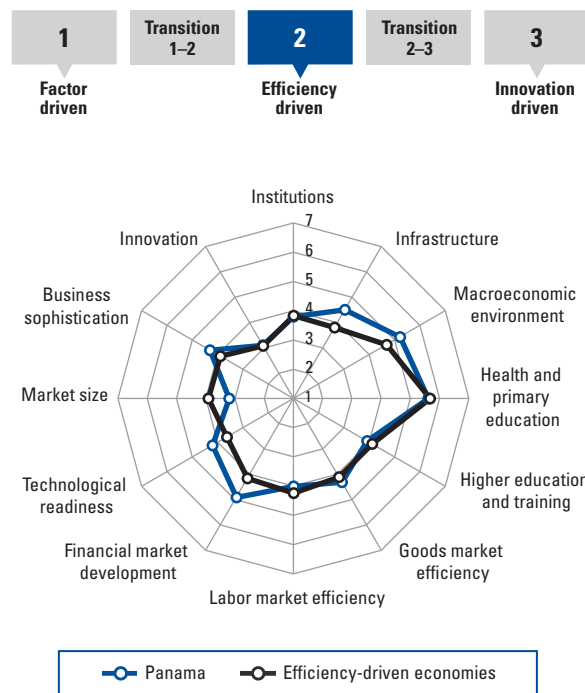 1
Transition
1–2
2
Transition
2–3
3
Factor
driven
Efficiency
driven
Innovation
driven
Institutions
7
Innovation
Infrastructure
6
5
Business
sophistication
Macroeconomic
environment
4
3
2
Market size
1
Health and
primary
education
Technological
readiness
Higher education
and training
Financial market
development
Goods market
efficiency
Labor market efficiency
Panama
Efficiency-driven economies